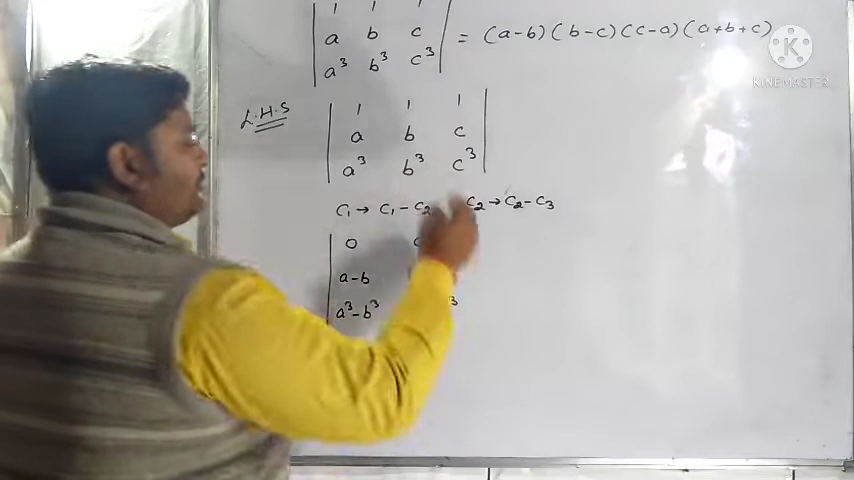 | 1 1 1 |
| a b c | = (a-b)(b-c)(c-a)(a+b+c)
| a³ b³ c³ |
KINEMASTER
L.H.S
| 1 1 1 |
| a b c |
| a³ b³ c³ |
C₁→ C₁-C₂ C₂→C₂-C₃
| 0
| a-b
| a³-b³ ³